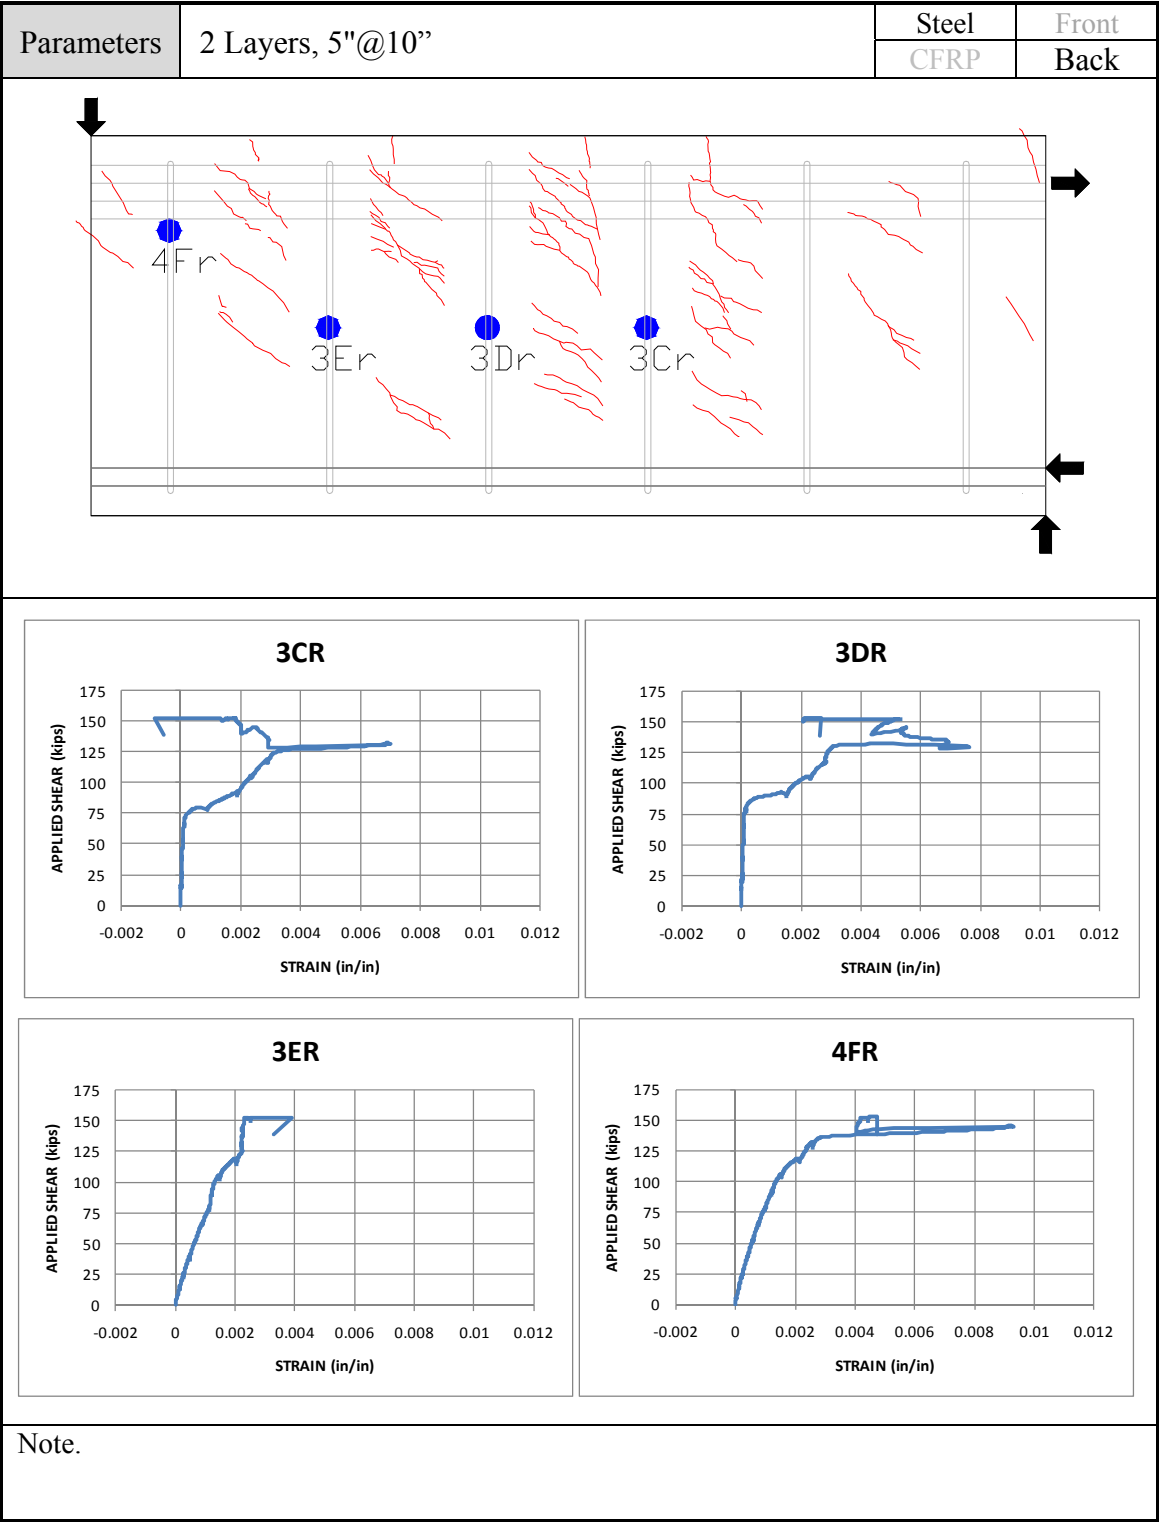 Parameters 2 Layers, 5"@10”
Steel Front
CFRP Back
4Fr
3Er 3Dr 3Cr
3CR
175
150
125
100
75
50
25
0
-0.002 0 0.002 0.004 0.006 0.008 0.01 0.012
APPLIED SHEAR (kips)
STRAIN (in/in)
3DR
175
150
125
100
75
50
25
0
-0.002 0 0.002 0.004 0.006 0.008 0.01 0.012
APPLIED SHEAR (kips)
STRAIN (in/in)
3ER
175
150
125
100
75
50
25
0
-0.002 0 0.002 0.004 0.006 0.008 0.01 0.012
APPLIED SHEAR (kips)
STRAIN (in/in)
4FR
175
150
125
100
75
50
25
0
-0.002 0 0.002 0.004 0.006 0.008 0.01 0.012
APPLIED SHEAR (kips)
STRAIN (in/in)
Note.